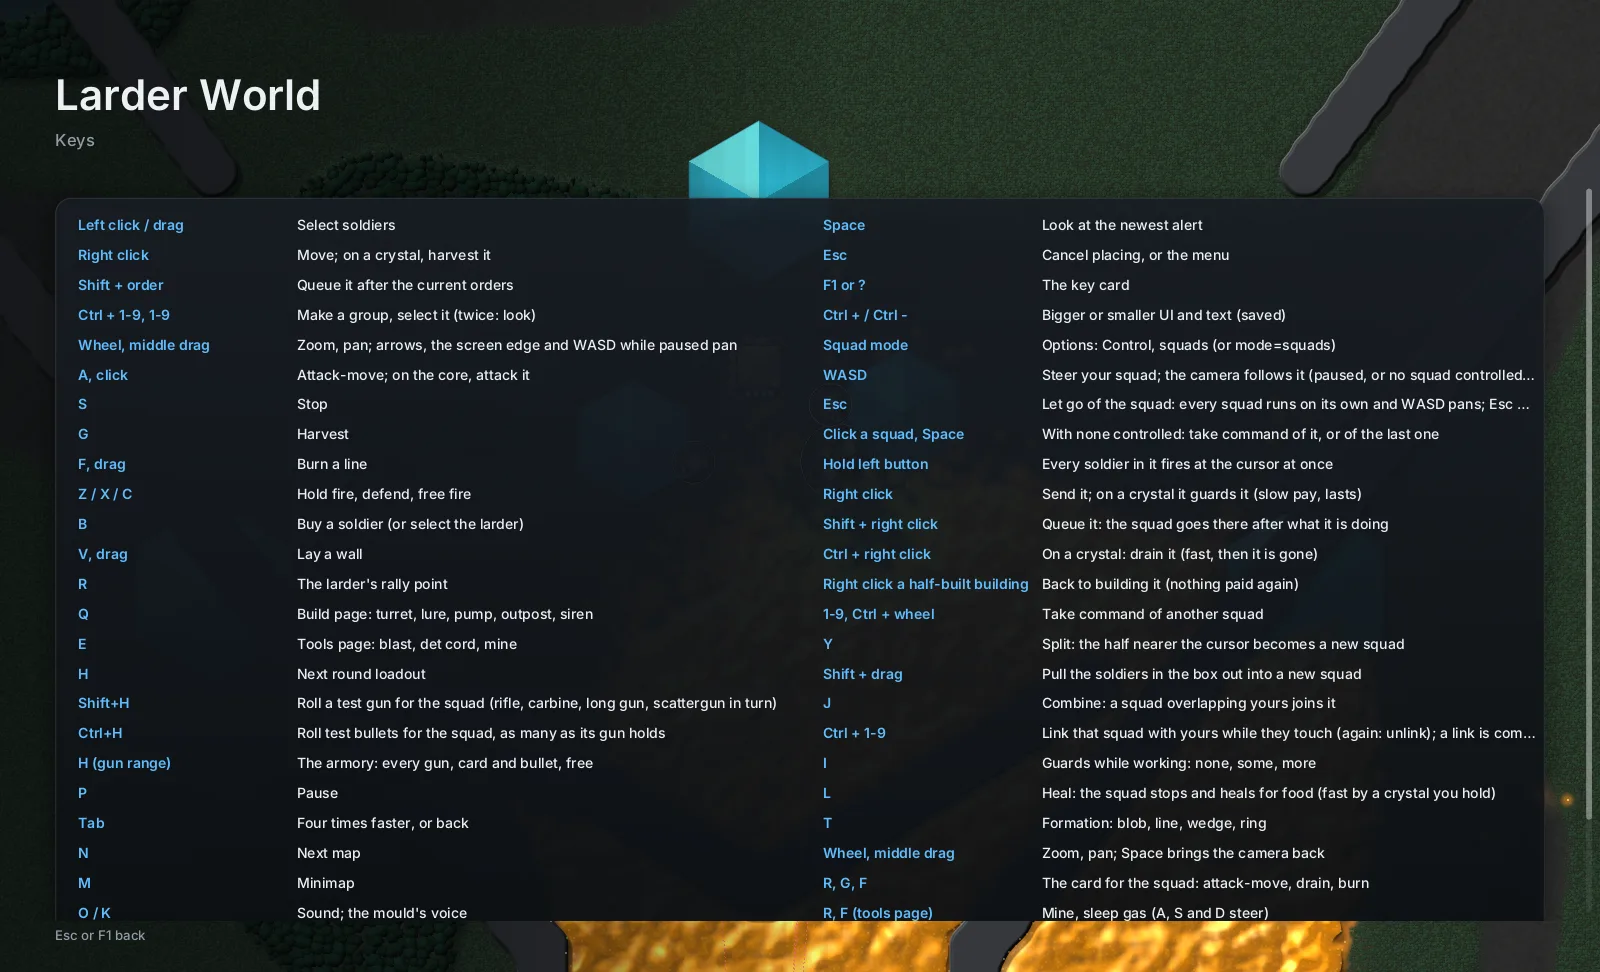 Larder World
Keys
Left click / drag Select soldiers
Right click Move; on a crystal, harvest it
Shift + order Queue it after the current orders
Ctrl + 1-9, 1-9 Make a group, select it (twice: look)
Wheel, middle drag Zoom, pan; arrows, the screen edge and WASD while paused pan
A, click Attack-move; on the core, attack it
S Stop
G Harvest
F, drag Burn a line
Z / X / C Hold fire, defend, free fire
B Buy a soldier (or select the larder)
V, drag Lay a wall
R The larder's rally point
Q Build page: turret, lure, pump, outpost, siren
E Tools page: blast, det cord, mine
H Next round loadout
Shift+H Roll a test gun for the squad (rifle, carbine, long gun, scattergun in turn)
Ctrl+H Roll test bullets for the squad, as many as its gun holds
H (gun range) The armory: every gun, card and bullet, free
P Pause
Tab Four times faster, or back
N Next map
M Minimap
O / K Sound; the mould's voice
Space Look at the newest alert
Esc Cancel placing, or the menu
F1 or ? The key card
Ctrl + / Ctrl - Bigger or smaller UI and text (saved)
Squad mode Options: Control, squads (or mode=squads)
WASD Steer your squad; the camera follows it (paused, or no squad controlled...
Esc Let go of the squad: every squad runs on its own and WASD pans; Esc ...
Click a squad, Space With none controlled: take command of it, or of the last one
Hold left button Every soldier in it fires at the cursor at once
Right click Send it; on a crystal it guards it (slow pay, lasts)
Shift + right click Queue it: the squad goes there after what it is doing
Ctrl + right click On a crystal: drain it (fast, then it is gone)
Right click a half-built building Back to building it (nothing paid again)
1-9, Ctrl + wheel Take command of another squad
Y Split: the half nearer the cursor becomes a new squad
Shift + drag Pull the soldiers in the box out into a new squad
J Combine: a squad overlapping yours joins it
Ctrl + 1-9 Link that squad with yours while they touch (again: unlink); a link is com...
I Guards while working: none, some, more
L Heal: the squad stops and heals for food (fast by a crystal you hold)
T Formation: blob, line, wedge, ring
Wheel, middle drag Zoom, pan; Space brings the camera back
R, G, F The card for the squad: attack-move, drain, burn
R, F (tools page) Mine, sleep gas (A, S and D steer)
Esc or F1 back